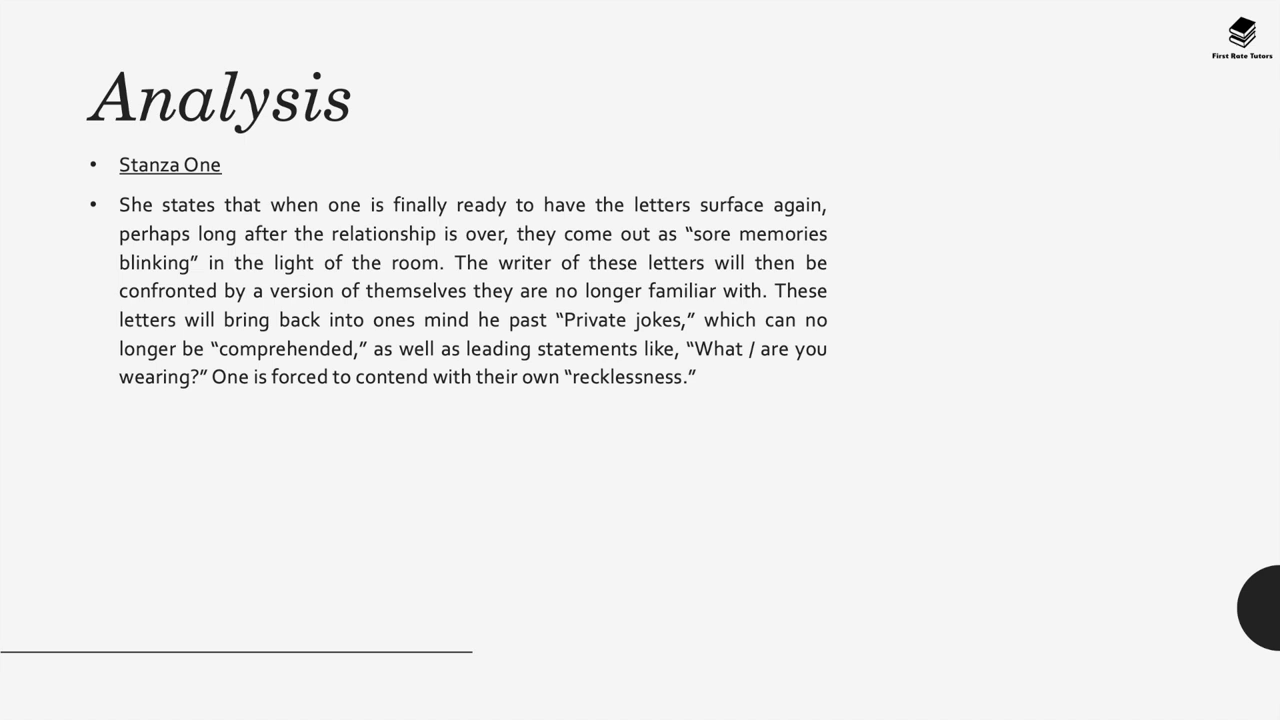 First Rate Tutors
Analysis
• Stanza One
• She states that when one is finally ready to have the letters surface again,
perhaps long after the relationship is over, they come out as “sore memories
blinking” in the light of the room. The writer of these letters will then be
confronted by a version of themselves they are no longer familiar with. These
letters will bring back into ones mind he past “Private jokes,” which can no
longer be “comprehended,” as well as leading statements like, “What / are you
wearing?” One is forced to contend with their own “recklessness.”